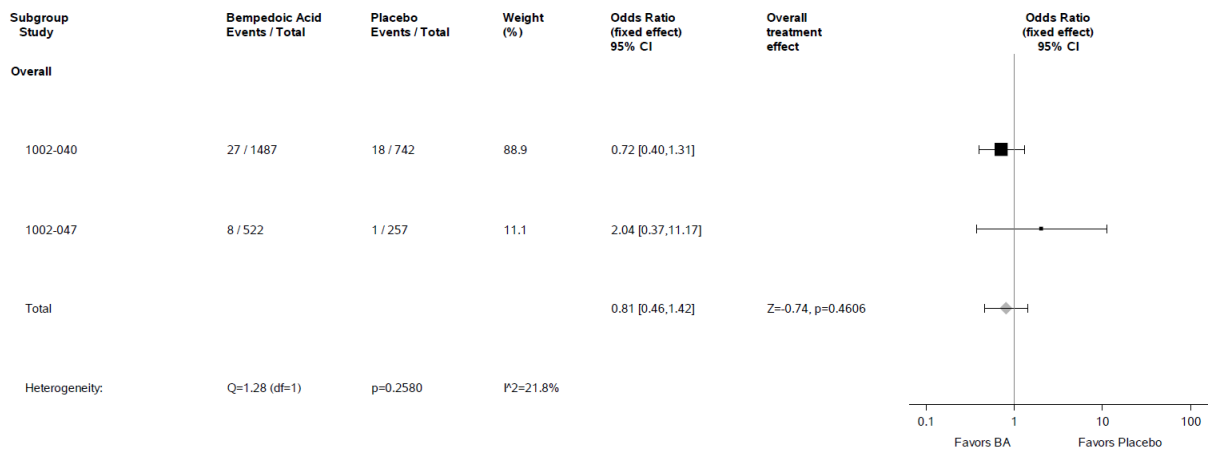 Subgroup Study Bempedoic Acid Events / Total Placebo Events / Total Weight (%) Odds Ratio (fixed effect) 95% CI Overall treatment effect Odds Ratio (fixed effect) 95% CI
Overall
1002-040 27 / 1487 18 / 742 88.9 0.72 [0.40,1.31]
1002-047 8 / 522 1 / 257 11.1 2.04 [0.37,11.17]
Total 0.81 [0.46,1.42] Z=-0.74, p=0.4606
Heterogeneity: Q=1.28 (df=1) p=0.2580 I^2=21.8%
0.1 1 10 100
Favors BA Favors Placebo